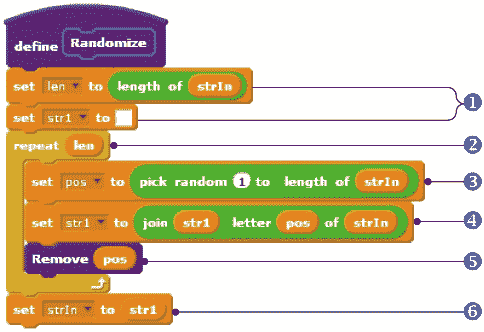 define Randomize
set len to length of strIn
1
set str1 to
repeat len 2
set pos to pick random 1 to length of strIn 3
set str1 to join str1 letter pos of strIn 4
Remove pos 5
set strIn to str1 6